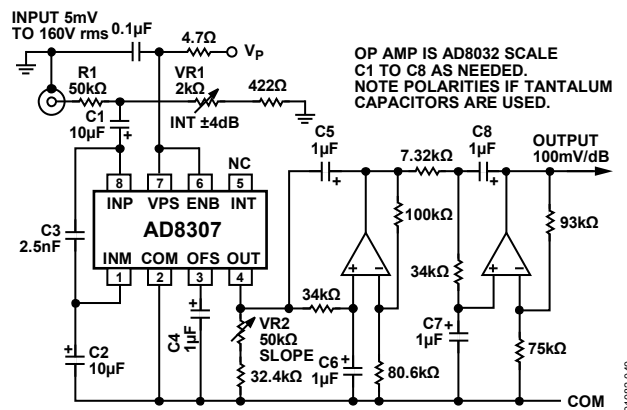 INPUT 5mV
TO 160V rms
0.1µF
4.7Ω
VP
R1
50kΩ
VR1
2kΩ
422Ω
INT ±4dB
C1
10µF
OP AMP IS AD8032 SCALE
C1 TO C8 AS NEEDED.
NOTE POLARITIES IF TANTALUM
CAPACITORS ARE USED.
NC
8
7
6
5
INP
VPS
ENB
INT
AD8307
INM
COM
OFS
OUT
1
2
3
4
C3
2.5nF
C2
10µF
C4
1µF
VR2
50kΩ
SLOPE
32.4kΩ
C5
1µF
34kΩ
C6
1µF
100kΩ
80.6kΩ
7.32kΩ
C8
1µF
34kΩ
C7
1µF
93kΩ
75kΩ
OUTPUT
100mV/dB
COM